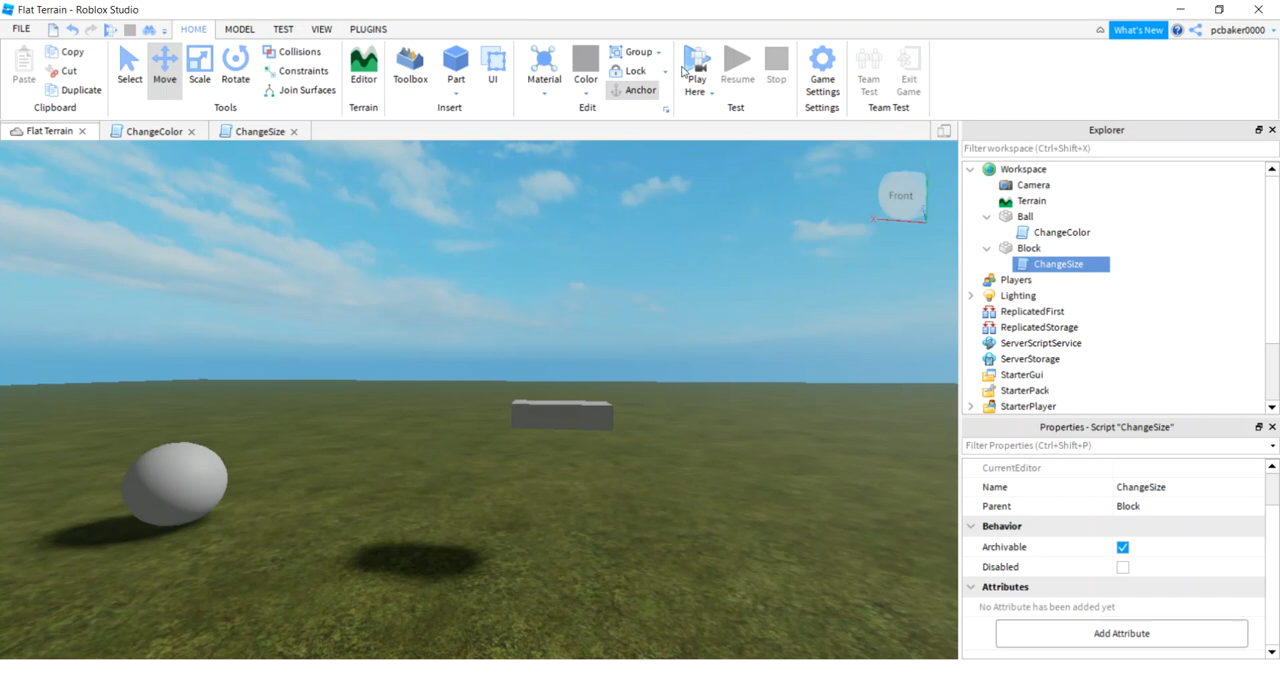 Flat Terrain - Roblox Studio
FILE HOME MODEL TEST VIEW PLUGINS What's New pcbaker0000
Paste Copy Cut Duplicate
Clipboard
Select Move Scale Rotate Collisions Constraints Join Surfaces
Tools
Editor
Terrain
Toolbox Part UI
Insert
Material Color Group Lock Anchor
Edit
Play Here Resume Stop
Test
Game Settings
Settings
Team Test Exit Game
Team Test
Flat Terrain ChangeColor ChangeSize
Front
Explorer
Filter workspace (Ctrl+Shift+X)
Workspace
Camera
Terrain
Ball
ChangeColor
Block
ChangeSize
Players
Lighting
ReplicatedFirst
ReplicatedStorage
ServerScriptService
ServerStorage
StarterGui
StarterPack
StarterPlayer
Properties - Script "ChangeSize"
Filter Properties (Ctrl+Shift+P)
CurrentEditor
Name ChangeSize
Parent Block
Behavior
Archivable
Disabled
Attributes
No Attribute has been added yet
Add Attribute